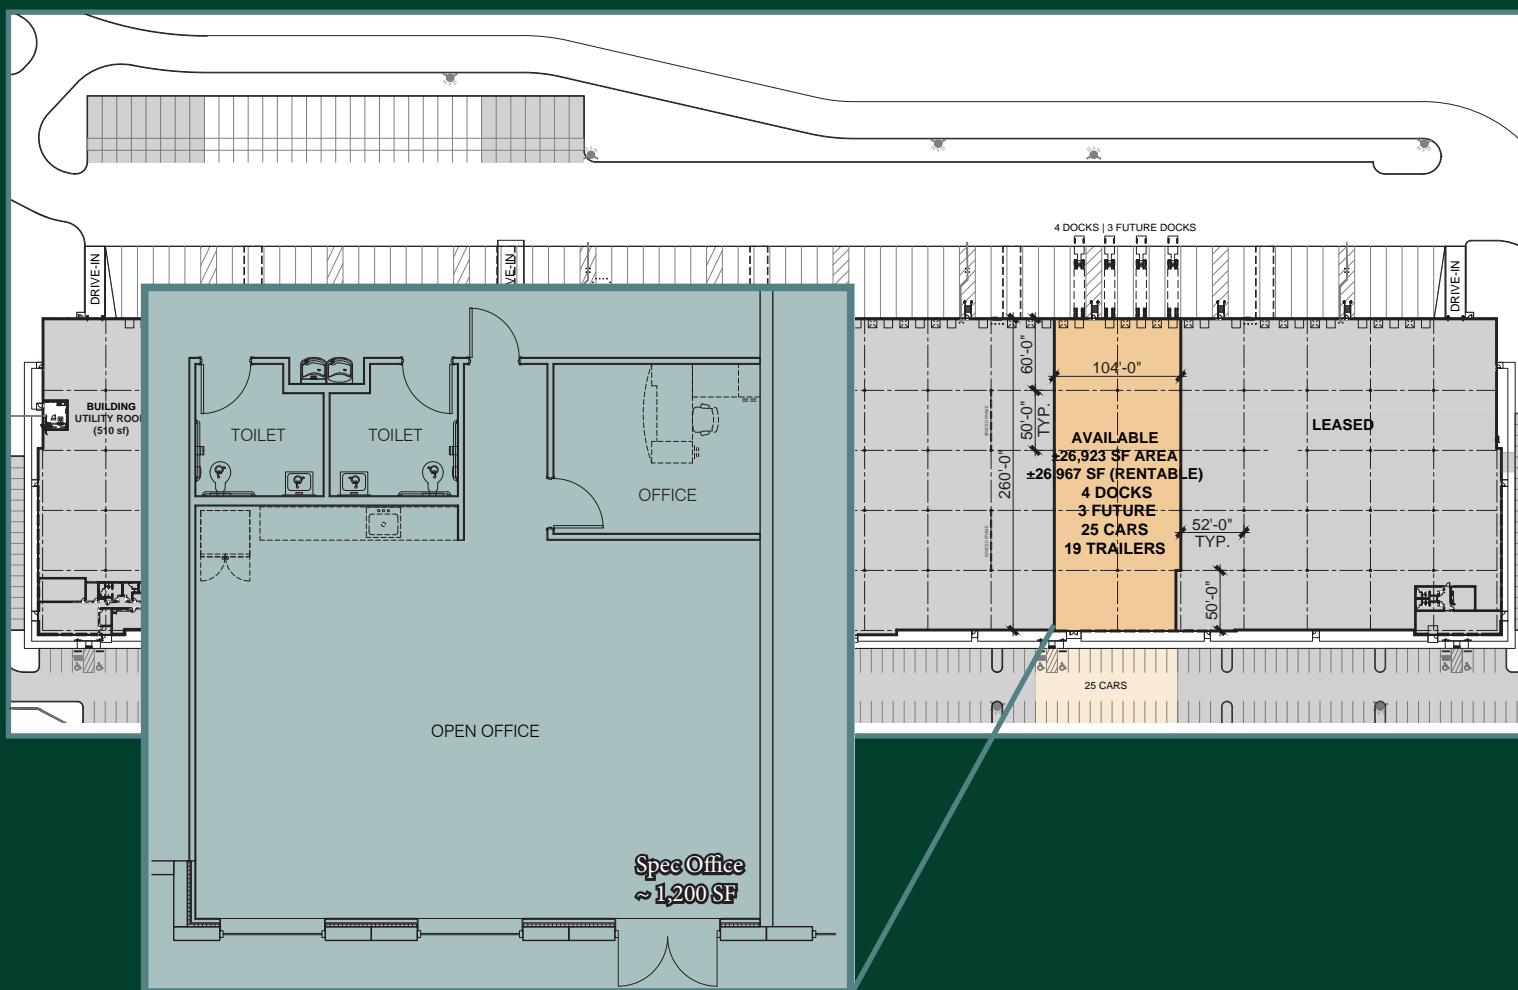 4 DOCKS | 3 FUTURE DOCKS
DRIVE-IN
VE-IN
DRIVE-IN
60'-0"
104'-0"
50'-0"
TYP.
260'-0"
BUILDING
UTILITY ROO
(510 sf)
LEASED
AVAILABLE
±26,923 SF AREA
±26,967 SF (RENTABLE)
4 DOCKS
3 FUTURE
25 CARS
19 TRAILERS
52'-0"
TYP.
50'-0"
25 CARS
TOILET
TOILET
OFFICE
OPEN OFFICE
Spec Office
~ 1,200 SF